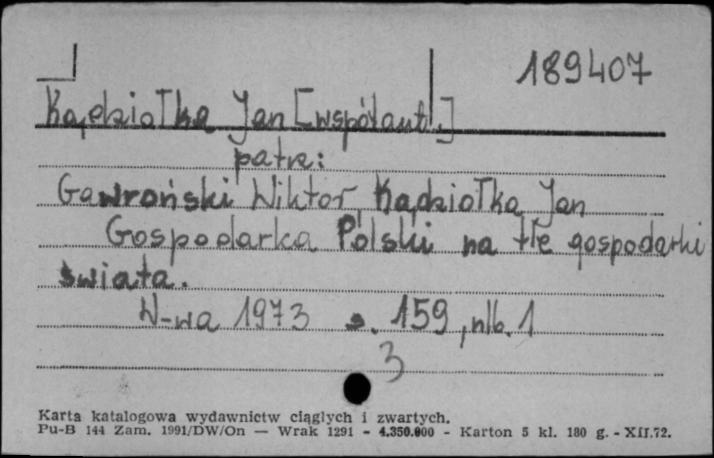 189407
Kądziołka Jan [współaut.]
patrz:
Gawroński Wiktor, Kądziołka Jan
Gospodarka Polski na tle gospodarki
świata.
W-wa 1973 s. 159, nlb. 1
3
Karta katalogowa wydawnictw ciągłych i zwartych.
Pu-B 144 Zam. 1991/DW/On — Wrak 1291 - 4.350.000 - Karton 5 kl. 180 g. - XII.72.